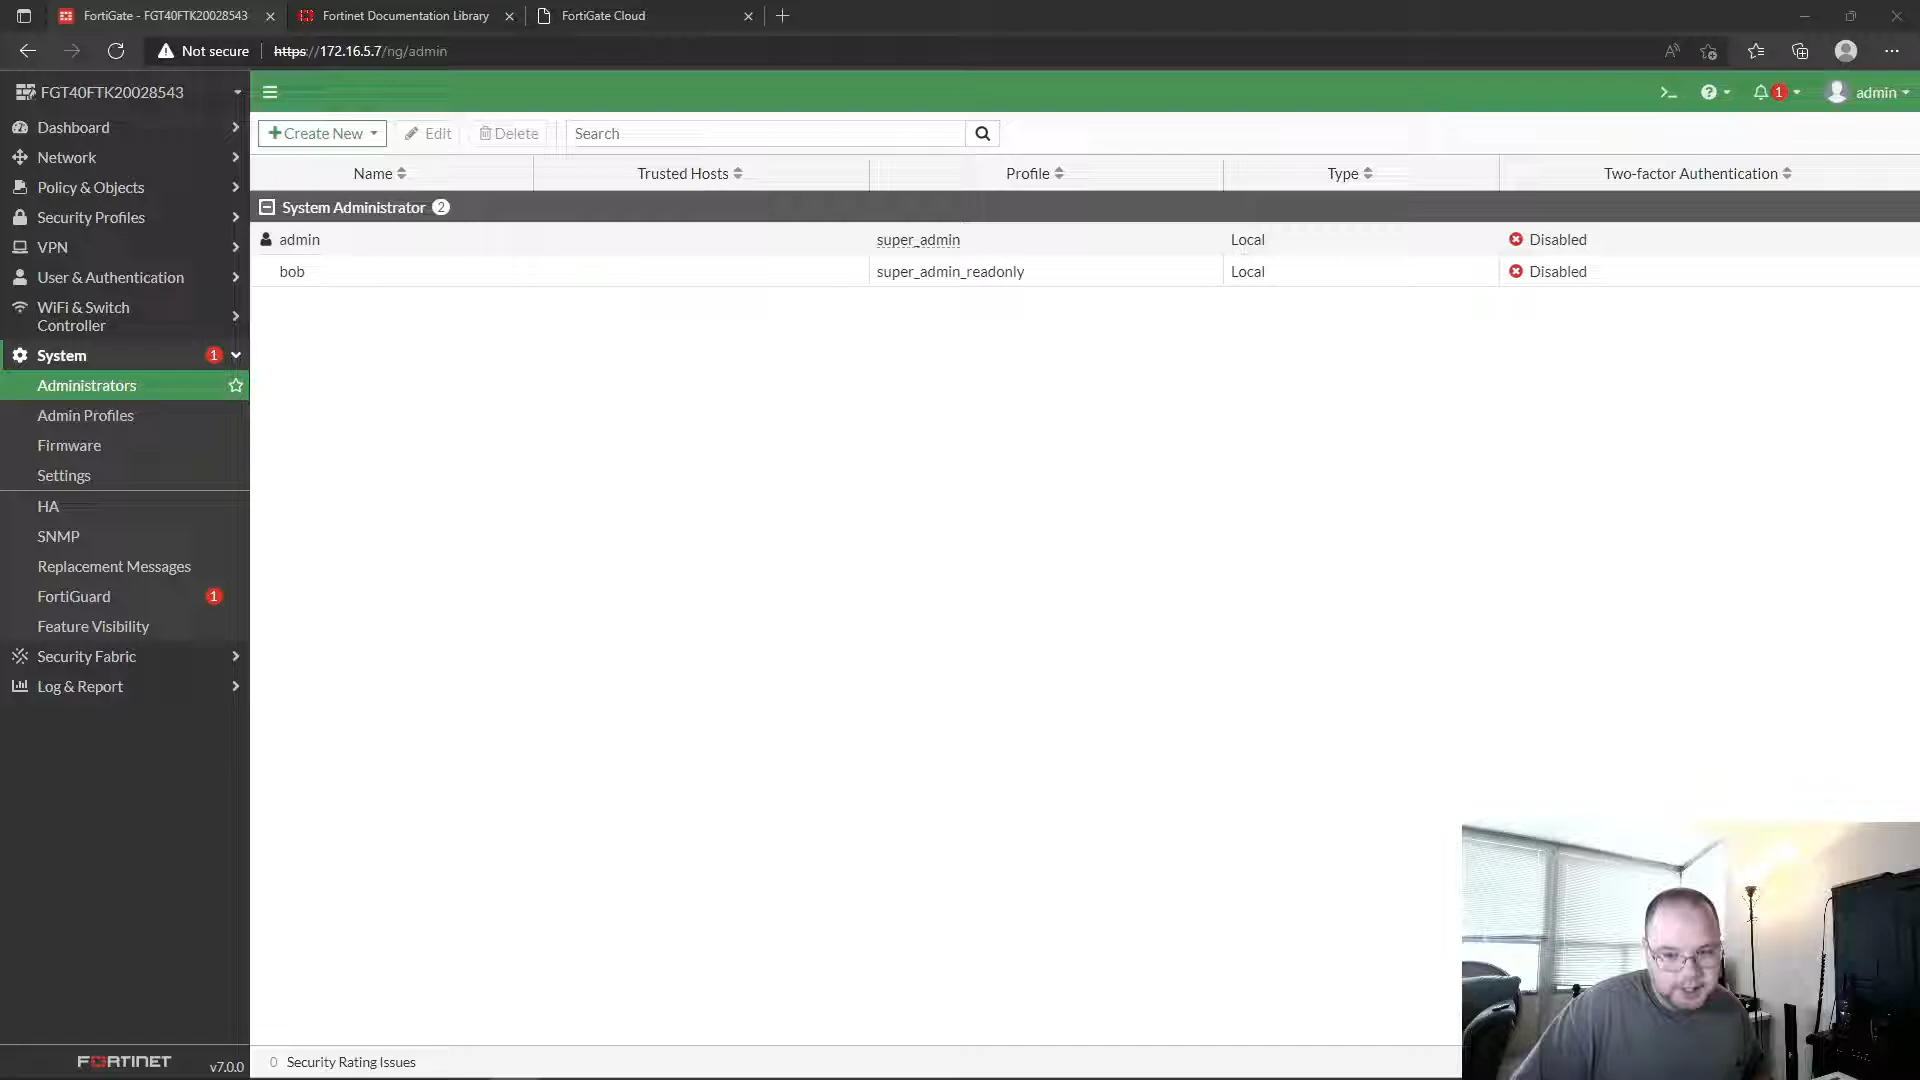 FortiGate - FGT40FTK20028543
Fortinet Documentation Library
FortiGate Cloud
Not secure
https://172.16.5.7/ng/admin
FGT40FTK20028543
1
admin
Dashboard
Network
Policy & Objects
Security Profiles
VPN
User & Authentication
WiFi & Switch
Controller
System
1
Administrators
Admin Profiles
Firmware
Settings
HA
SNMP
Replacement Messages
FortiGuard
1
Feature Visibility
Security Fabric
Log & Report
FORTINET
v7.0.0
Create New
Edit
Delete
Search
Name
Trusted Hosts
Profile
Type
Two-factor Authentication
System Administrator 2
admin
super_admin
Local
Disabled
bob
super_admin_readonly
Local
Disabled
0 Security Rating Issues